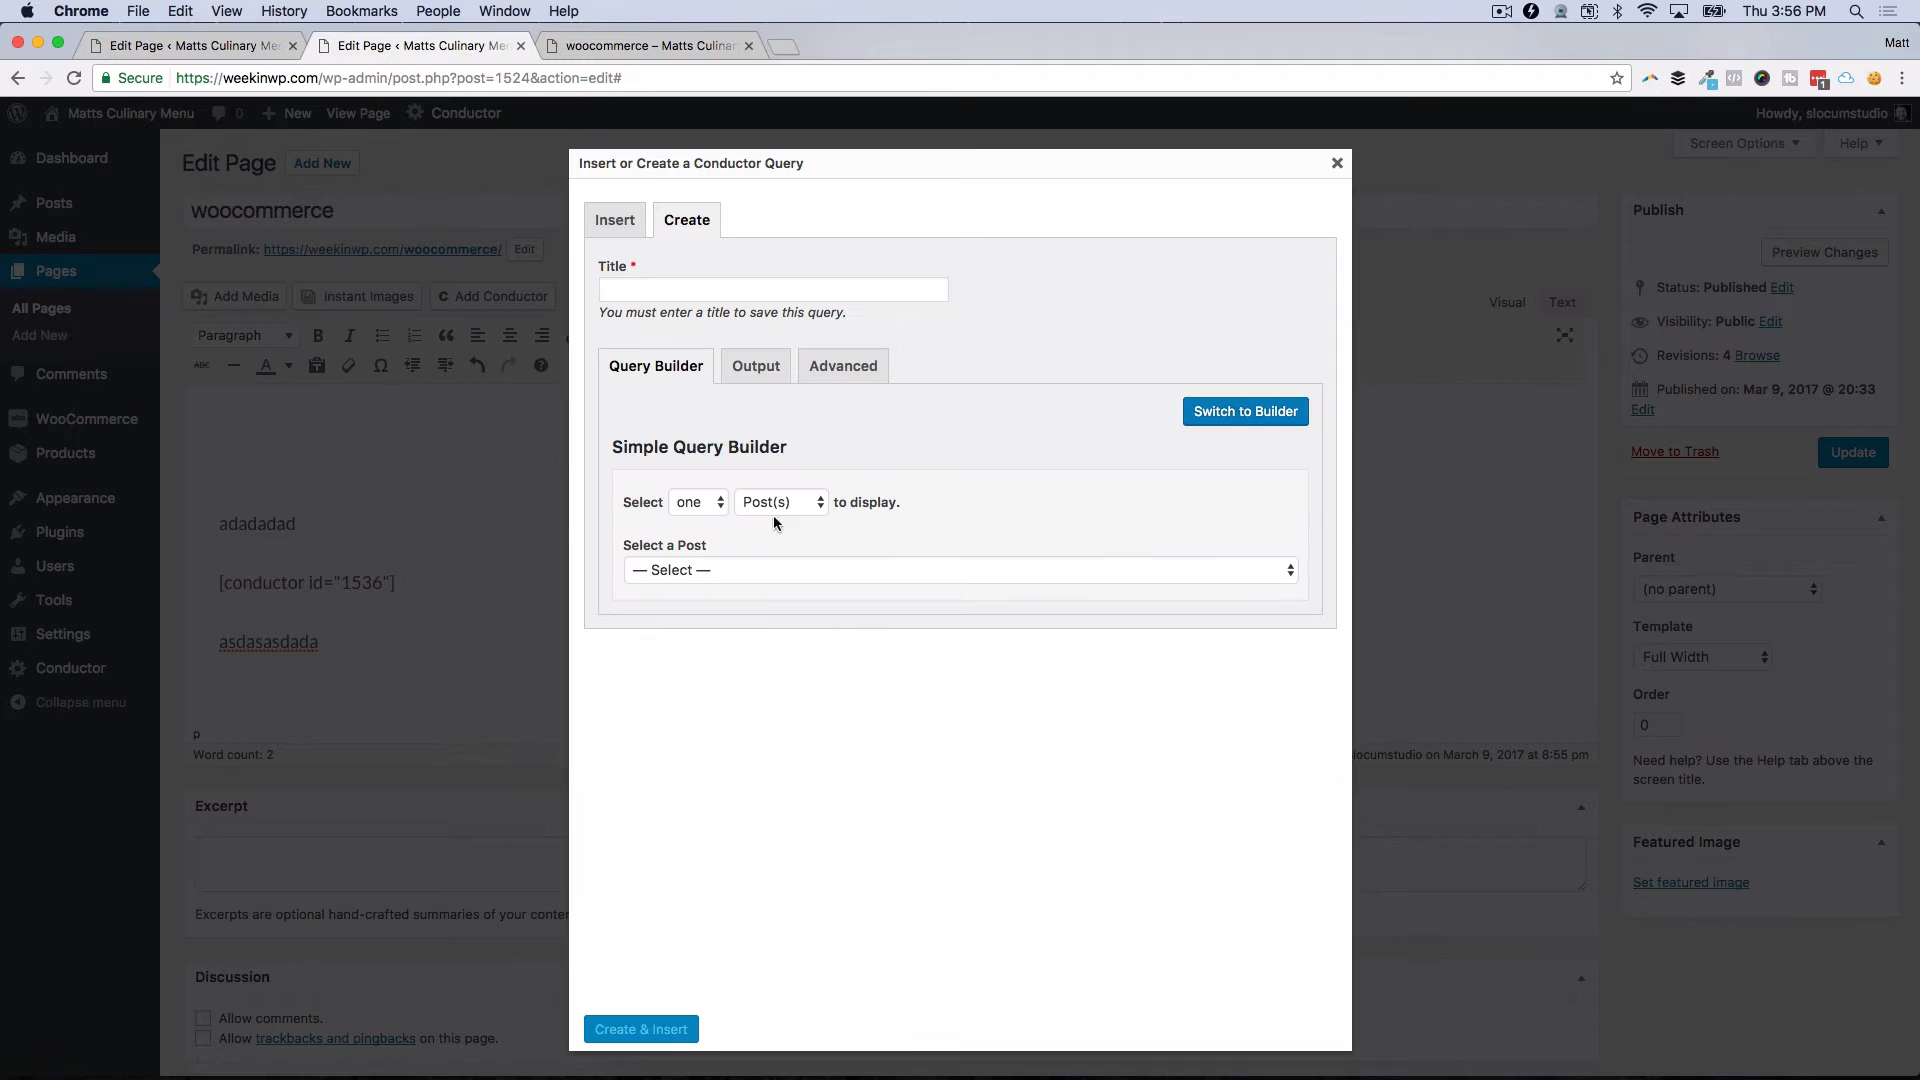 Chrome File Edit View History Bookmarks People Window Help Thu 3:56 PM
Edit Page ‹ Matts Culinary Me
Edit Page ‹ Matts Culinary Me
woocommerce – Matts Culinar
Matt
Secure https://weekinwp.com/wp-admin/post.php?post=1524&action=edit#
Matts Culinary Menu 0 New View Page Conductor Howdy, slocumstudio
Dashboard
Posts
Media
Pages
All Pages
Add New
Comments
WooCommerce
Products
Appearance
Plugins
Users
Tools
Settings
Conductor
Collapse menu
Edit Page Add New
Screen Options Help
woocommerce
Permalink: https://weekinwp.com/woocommerce/ Edit
Add Media Instant Images C Add Conductor
Visual Text
Paragraph
adadadad
[conductor id="1536"]
asdasasdada
p
Word count: 2
locumstudio on March 9, 2017 at 8:55 pm
Excerpt
Excerpts are optional hand-crafted summaries of your conter
Discussion
Allow comments.
Allow trackbacks and pingbacks on this page.
Insert or Create a Conductor Query
Insert Create
Title *
You must enter a title to save this query.
Query Builder Output Advanced
Switch to Builder
Simple Query Builder
Select one Post(s) to display.
Select a Post
— Select —
Create & Insert
Publish
Preview Changes
Status: Published Edit
Visibility: Public Edit
Revisions: 4 Browse
Published on: Mar 9, 2017 @ 20:33
Edit
Move to Trash Update
Page Attributes
Parent
(no parent)
Template
Full Width
Order
0
Need help? Use the Help tab above the
screen title.
Featured Image
Set featured image